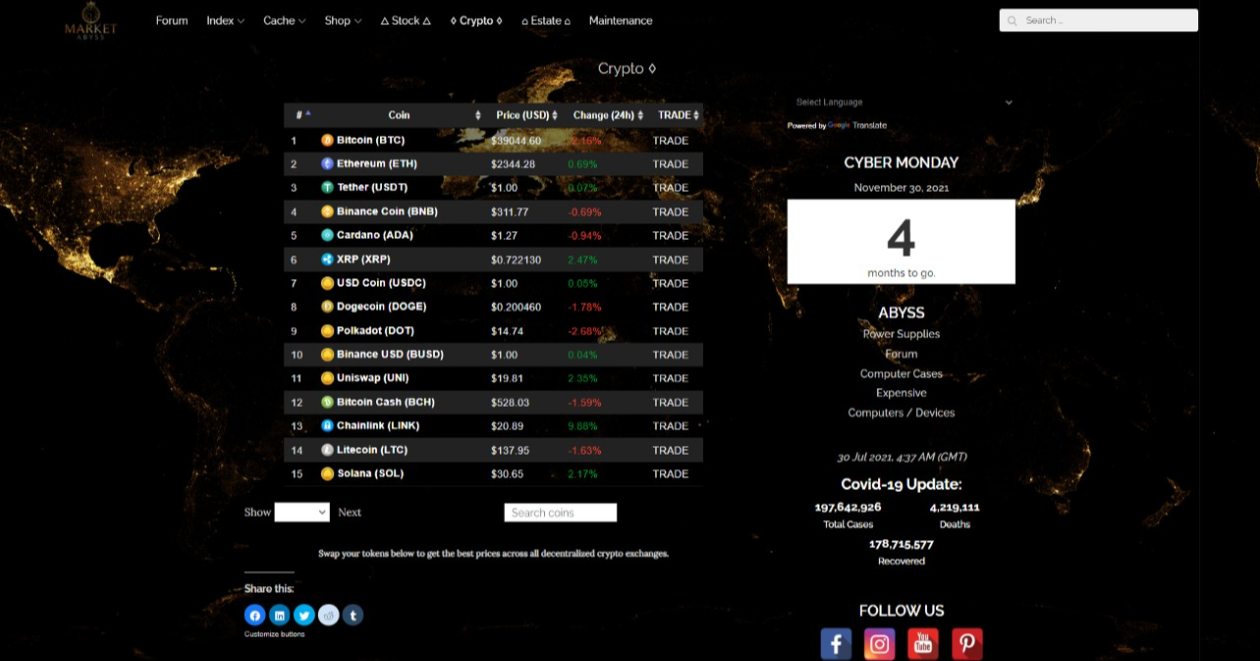 MARKET
ABYSS
Forum Index Cache Shop △ Stock △ ◊ Crypto ◊ ⌂ Estate ⌂ Maintenance
Search ..
Crypto ◊
# Coin Price (USD) Change (24h) TRADE
1 Bitcoin (BTC) $39044.60 -2.16% TRADE
2 Ethereum (ETH) $2344.28 0.69% TRADE
3 Tether (USDT) $1.00 0.07% TRADE
4 Binance Coin (BNB) $311.77 -0.69% TRADE
5 Cardano (ADA) $1.27 -0.94% TRADE
6 XRP (XRP) $0.722130 2.47% TRADE
7 USD Coin (USDC) $1.00 0.05% TRADE
8 Dogecoin (DOGE) $0.200460 -1.78% TRADE
9 Polkadot (DOT) $14.74 -2.68% TRADE
10 Binance USD (BUSD) $1.00 0.04% TRADE
11 Uniswap (UNI) $19.81 2.35% TRADE
12 Bitcoin Cash (BCH) $528.03 -1.59% TRADE
13 Chainlink (LINK) $20.89 9.68% TRADE
14 Litecoin (LTC) $137.95 -1.63% TRADE
15 Solana (SOL) $30.65 2.17% TRADE
Show Next Search coins
Swap your tokens below to get the best prices across all decentralized crypto exchanges.
Share this:
Customize buttons
Select Language
Powered by Google Translate
CYBER MONDAY
November 30, 2021
4
months to go.
ABYSS
Power Supplies
Forum
Computer Cases
Expensive
Computers / Devices
30 Jul 2021, 4:37 AM (GMT)
Covid-19 Update:
197,642,926 4,219,111
Total Cases Deaths
178,715,577
Recovered
FOLLOW US
You
Tube